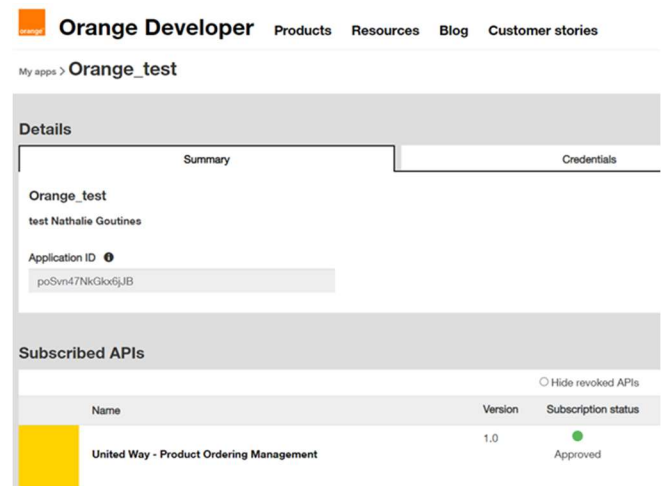 orange
Orange Developer Products Resources Blog Customer stories
My apps > Orange_test
Details
Summary Credentials
Orange_test
test Nathalie Goutines
Application ID
poSvn47NkGkx6jJB
Subscribed APIs
Hide revoked APIs
Name Version Subscription status
United Way - Product Ordering Management 1.0 Approved